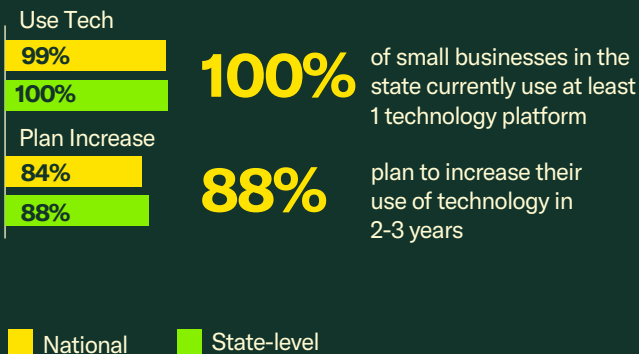 Use Tech
99%
100%
Plan Increase
84%
88%
100%
of small businesses in the
state currently use at least
1 technology platform
88%
plan to increase their
use of technology in
2-3 years
National
State-level